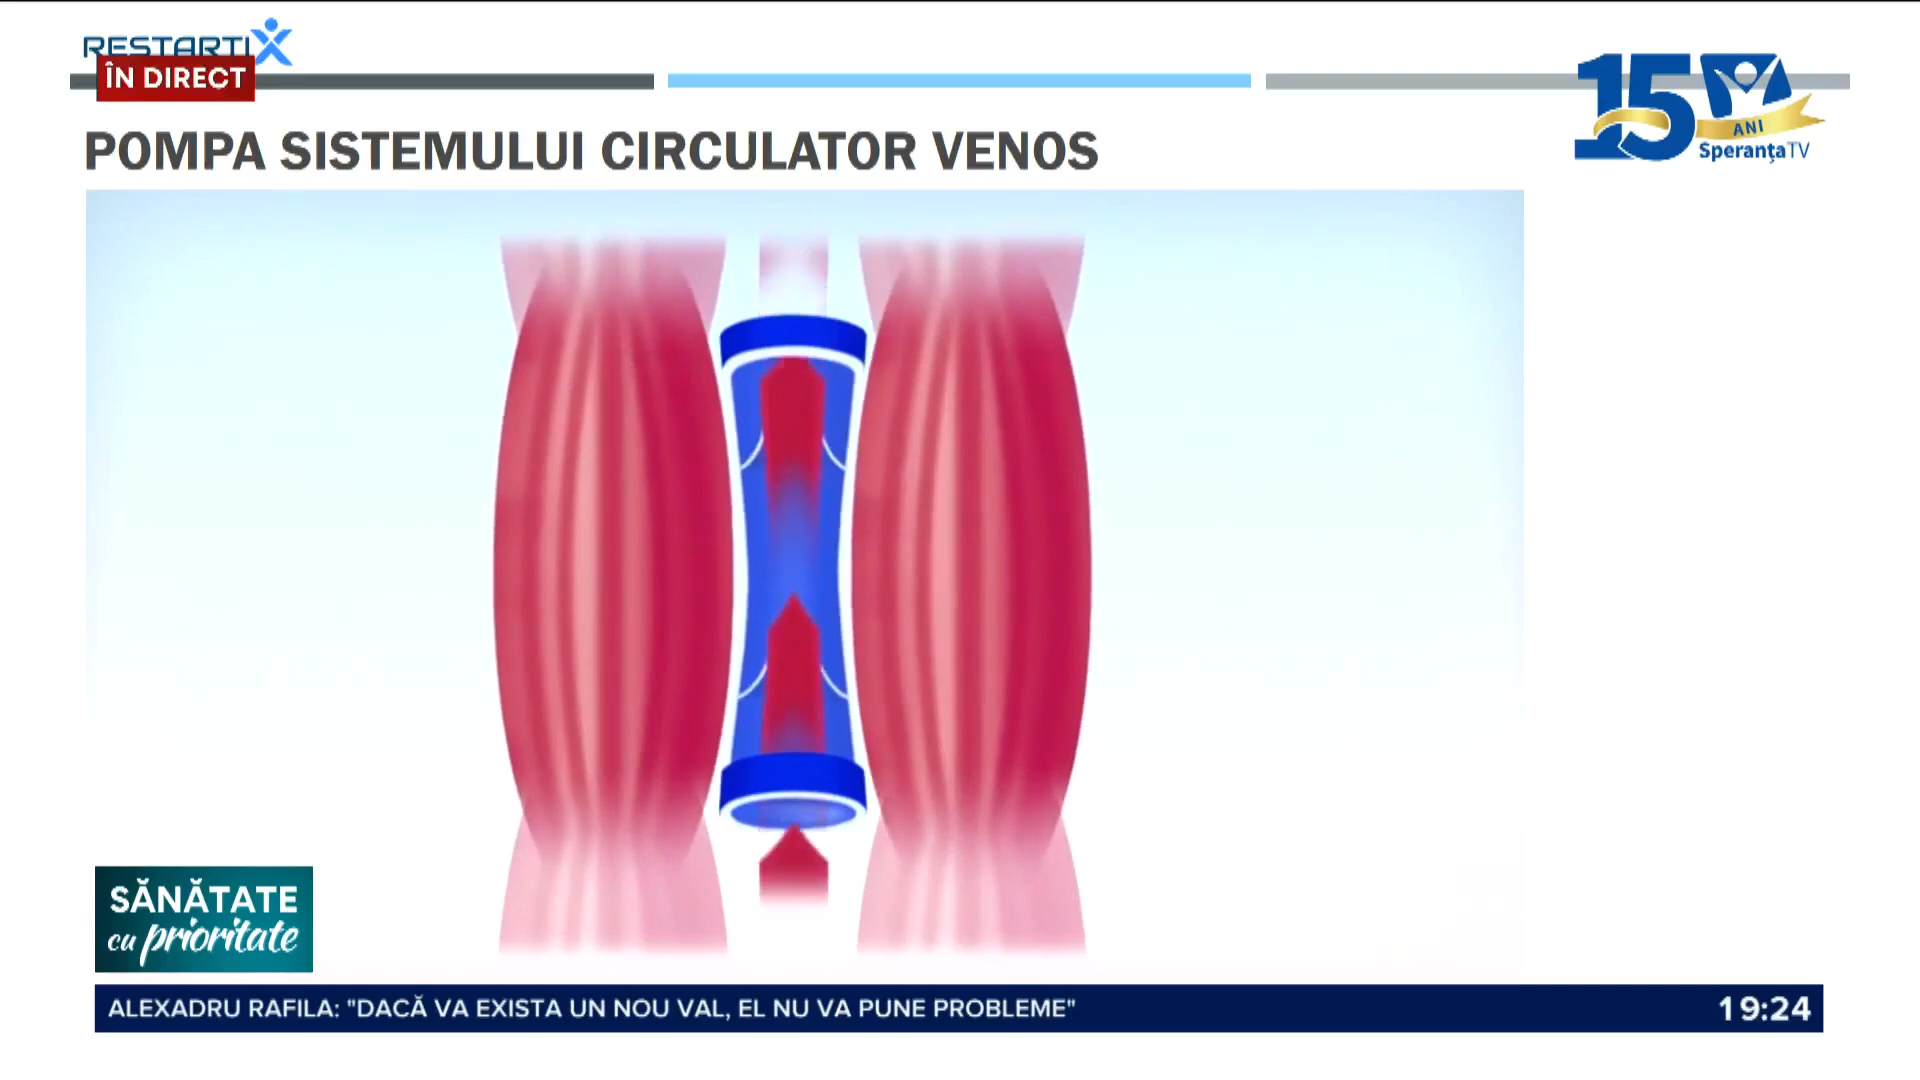 RESTARTIX
ÎN DIRECT
15
ANI
SperanțaTV
POMPA SISTEMULUI CIRCULATOR VENOS
SĂNĂTATE
cu prioritate
ALEXADRU RAFILA: "DACĂ VA EXISTA UN NOU VAL, EL NU VA PUNE PROBLEME"
19:24